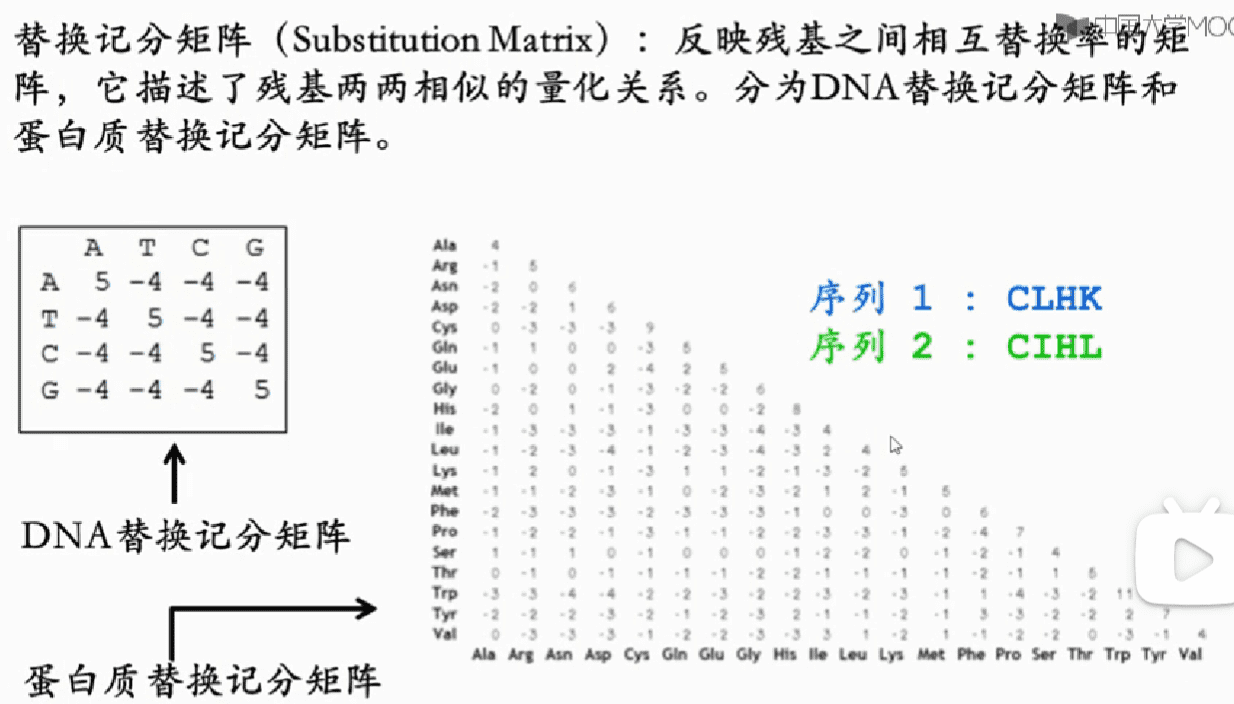 中国大学MOO
替换记分矩阵（Substitution Matrix）：反映残基之间相互替换率的矩
阵，它描述了残基两两相似的量化关系。分为DNA替换记分矩阵和
蛋白质替换记分矩阵。
A T C G
A 5 -4 -4 -4
T -4 5 -4 -4
C -4 -4 5 -4
G -4 -4 -4 5
DNA替换记分矩阵
蛋白质替换记分矩阵
序列 1 : CLHK
序列 2 : CIHL
Ala 4
Arg -1 5
Asn -2 0 6
Asp -2 -2 1 6
Cys 0 -3 -3 -3 9
Gln -1 1 0 0 -3 5
Glu -1 0 0 2 -4 2 5
Gly 0 -2 0 -1 -3 -2 -2 6
His -2 0 1 -1 -3 0 0 -2 8
Ile -1 -3 -3 -3 -1 -3 -3 -4 -3 4
Leu -1 -2 -3 -4 -1 -2 -3 -4 -3 2 4
Lys -1 2 0 -1 -3 1 1 -2 -1 -3 -2 5
Met -1 -1 -2 -3 -1 0 -2 -3 -2 1 2 -1 5
Phe -2 -3 -3 -3 -2 -3 -3 -3 -1 0 0 -3 0 6
Pro -1 -2 -2 -1 -3 -1 -1 -2 -2 -3 -3 -1 -2 -4 7
Ser 1 -1 1 0 -1 0 0 0 -1 -2 -2 0 -1 -2 -1 4
Thr 0 -1 0 -1 -1 -1 -1 -2 -2 -1 -1 -1 -1 -2 -1 1 5
Trp -3 -3 -4 -4 -2 -2 -3 -2 -2 -3 -2 -3 -1 1 -4 -3 -2 11
Tyr -2 -2 -2 -3 -2 -1 -2 -3 2 -1 -1 -2 -1 3 -3 -2 -2 2 7
Val 0 -3 -3 -3 -1 -2 -2 -3 -3 3 1 -2 1 -1 -2 -2 0 -3 -1 4
Ala Arg Asn Asp Cys Gln Glu Gly His Ile Leu Lys Met Phe Pro Ser Thr Trp Tyr Val